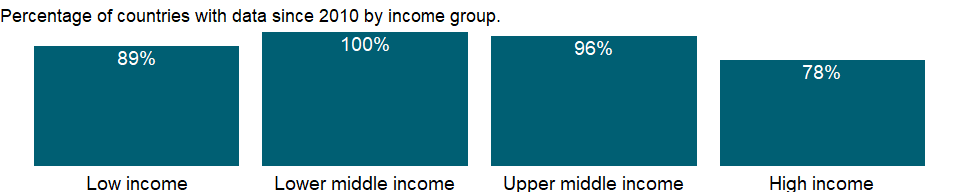 Percentage of countries with data since 2010 by income group.
89%
100%
96%
78%
Low income
Lower middle income
Upper middle income
High income